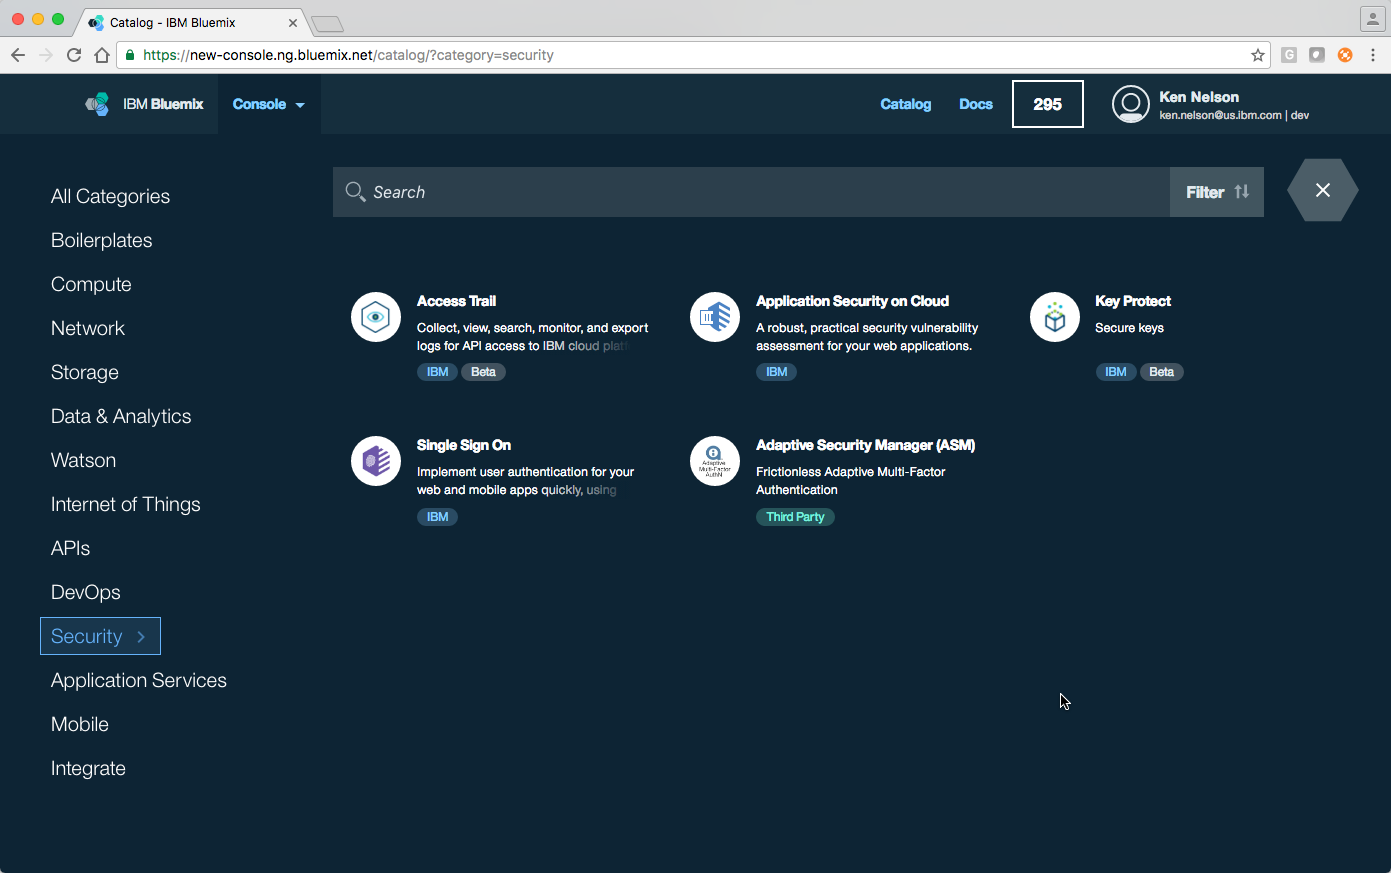 Catalog - IBM Bluemix
https://new-console.ng.bluemix.net/catalog/?category=security
G
IBM Bluemix
Console
Catalog
Docs
295
Ken Nelson
ken.nelson@us.ibm.com | dev
All Categories
Boilerplates
Compute
Network
Storage
Data & Analytics
Watson
Internet of Things
APIs
DevOps
Security
Application Services
Mobile
Integrate
Search
Filter
Access Trail
Collect, view, search, monitor, and export
logs for API access to IBM cloud platf
IBM
Beta
Application Security on Cloud
A robust, practical security vulnerability
assessment for your web applications.
IBM
Key Protect
Secure keys
IBM
Beta
Single Sign On
Implement user authentication for your
web and mobile apps quickly, using
IBM
Adaptive
Multi-Factor
AuthN
Adaptive Security Manager (ASM)
Frictionless Adaptive Multi-Factor
Authentication
Third Party